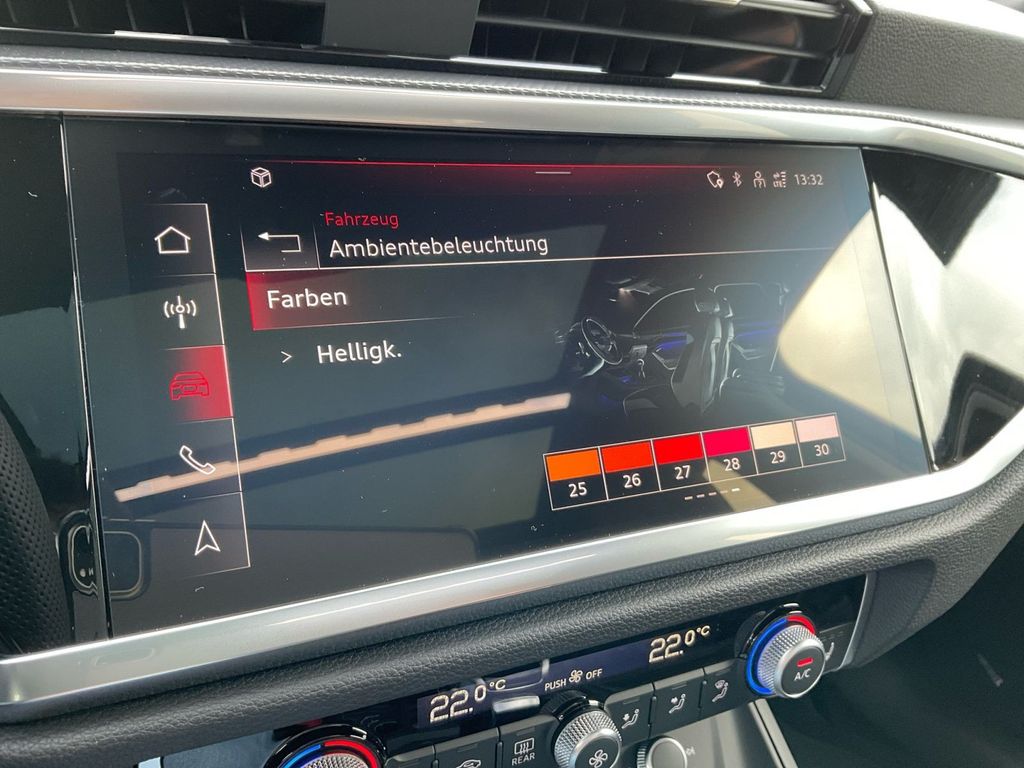 13:32
Fahrzeug
Ambientebeleuchtung
Farben
> Helligk.
25 26 27 28 29 30
22.0°C
PUSH OFF
22.0°C
A/C
REAR